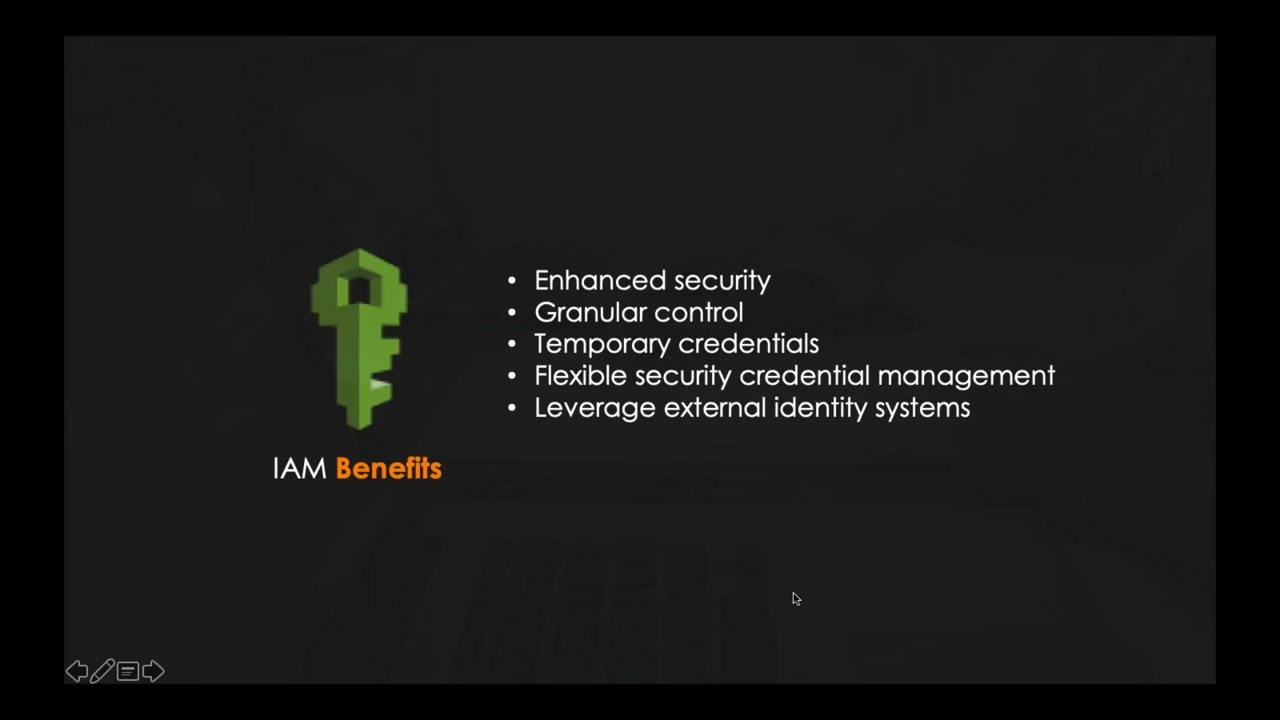 • Enhanced security
• Granular control
• Temporary credentials
• Flexible security credential management
• Leverage external identity systems
IAM Benefits